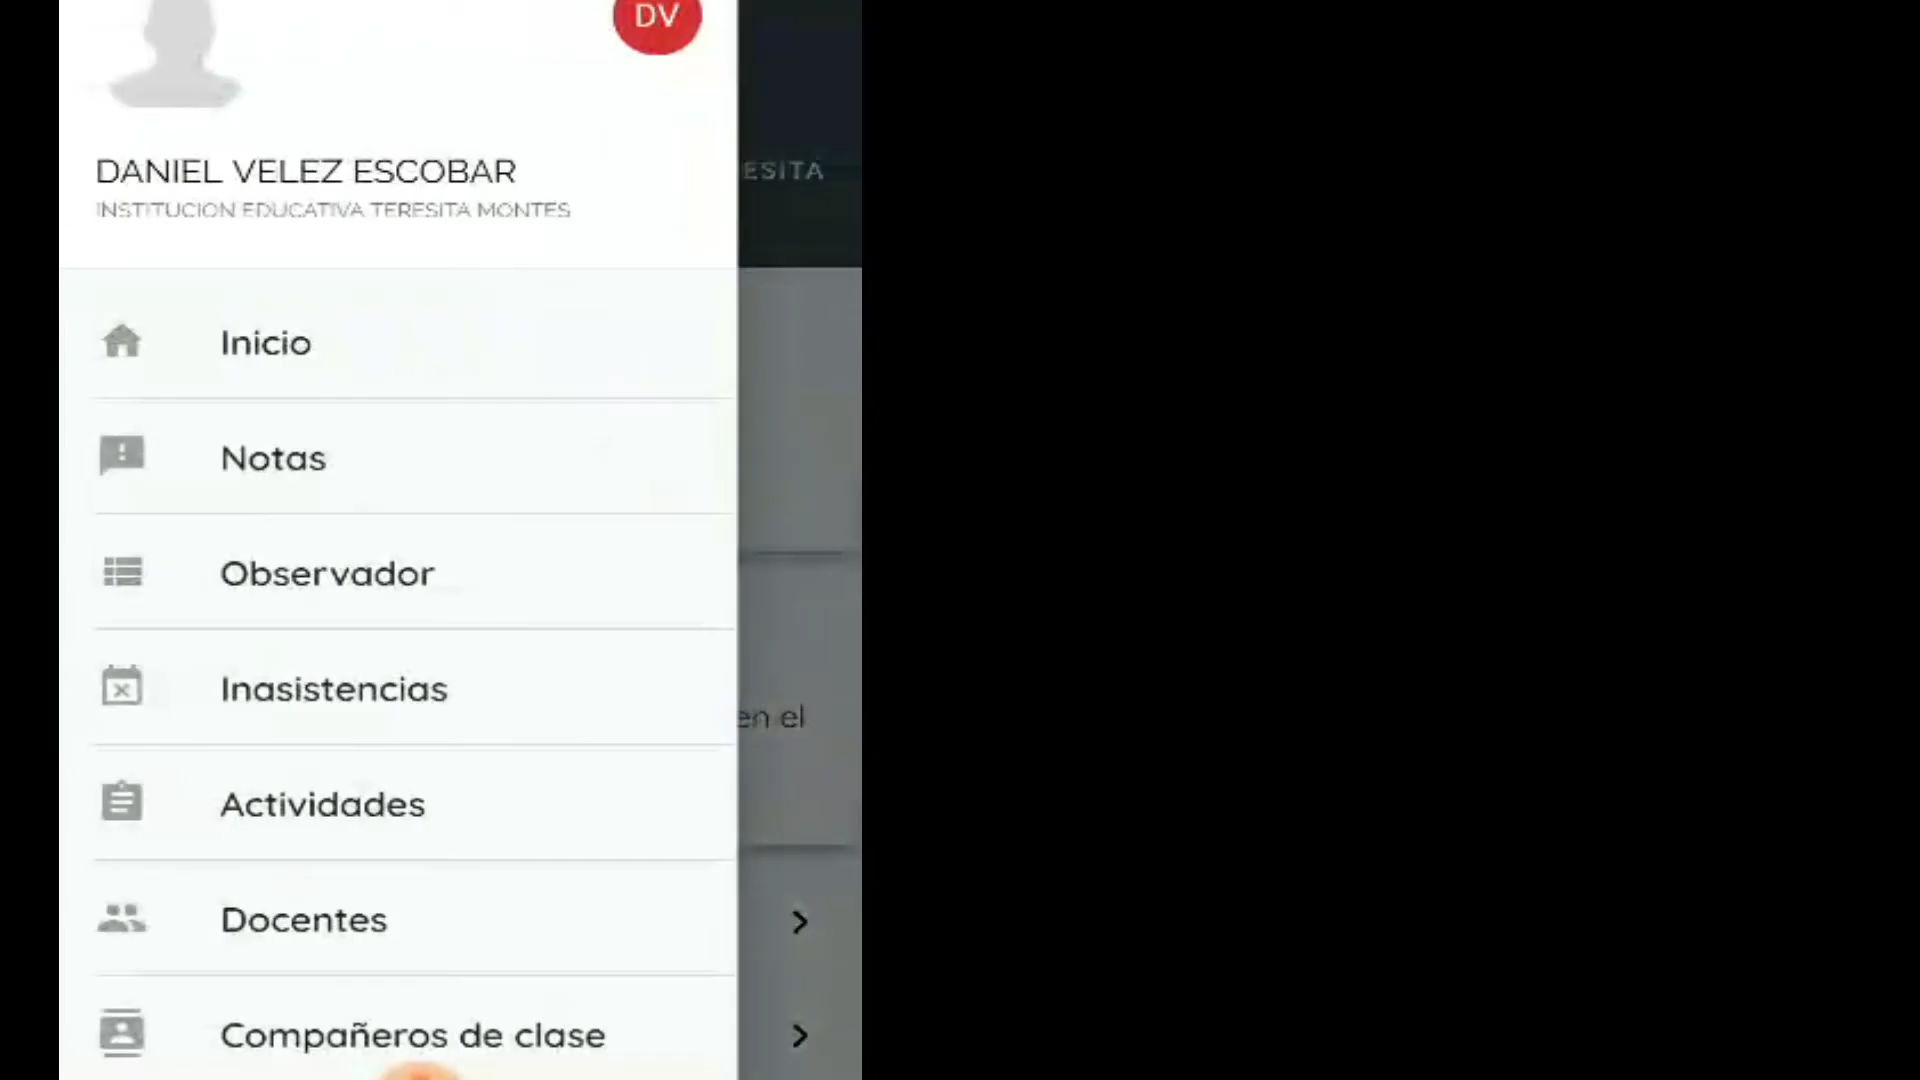 DV
DANIEL VELEZ ESCOBAR
ESITA
INSTITUCION EDUCATIVA TERESITA MONTES
Inicio
Notas
Observador
Inasistencias
en el
Actividades
Docentes
Compañeros de clase